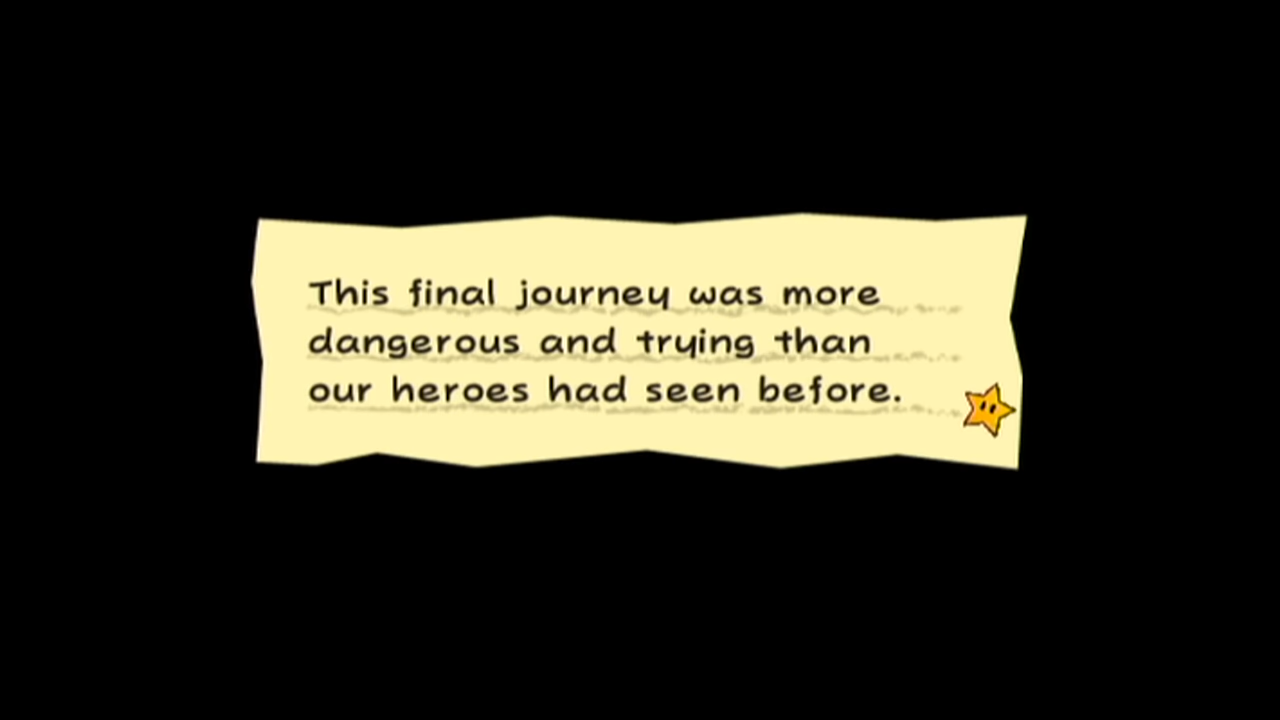 This final journey was more
dangerous and trying than
our heroes had seen before.